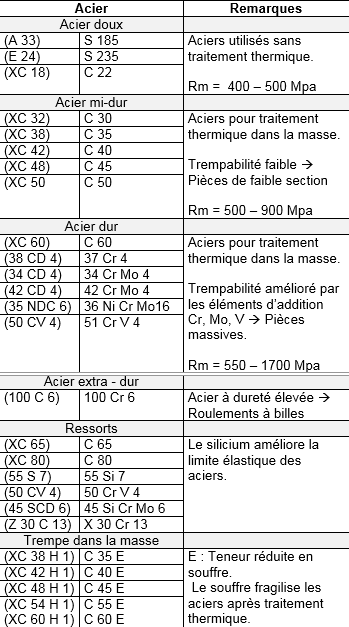 Acier Remarques
Acier doux
(A 33) S 185 Aciers utilisés sans
(E 24) S 235 traitement thermique.
(XC 18) C 22
Rm = 400 – 500 Mpa
Acier mi-dur
(XC 32) C 30 Aciers pour traitement
(XC 38) C 35 thermique dans la masse.
(XC 42) C 40
(XC 48) C 45 Trempabilité faible →
(XC 50 C 50 Pièces de faible section
Rm = 500 – 900 Mpa
Acier dur
(XC 60) C 60 Aciers pour traitement
(38 CD 4) 37 Cr 4 thermique dans la masse.
(34 CD 4) 34 Cr Mo 4
(42 CD 4) 42 Cr Mo 4 Trempabilité amélioré par
(35 NDC 6) 36 Ni Cr Mo16 les éléments d'addition
(50 CV 4) 51 Cr V 4 Cr, Mo, V → Pièces
massives.
Rm = 550 - 1700 Mpa
Acier extra - dur
(100 C 6) 100 Cr 6 Acier à dureté élevée →
Roulements à billes
Ressorts
(XC 65) C 65 Le silicium améliore la
(XC 80) C 80 limite élastique des
(55 S 7) 55 Si 7 aciers.
(50 CV 4) 50 Cr V 4
(45 SCD 6) 45 Si Cr Mo 6
(Z 30 C 13) X 30 Cr 13
Trempe dans la masse
(XC 38 H 1) C 35 E E : Teneur réduite en
(XC 42 H 1) C 40 E souffre.
(XC 48 H 1) C 45 E Le souffre fragilise les
(XC 54 H 1) C 55 E aciers après traitement
(XC 60 H 1) C 60 E thermique.